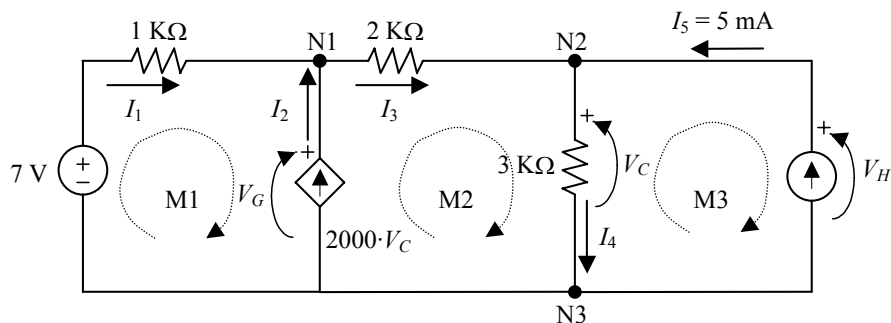 1 KΩ
N1
2 KΩ
N2
I5 = 5 mA
I1
I2
I3
+
+
+
7 V
+
−
M1
VG
M2
3 KΩ
VC
M3
VH
2000·VC
I4
N3